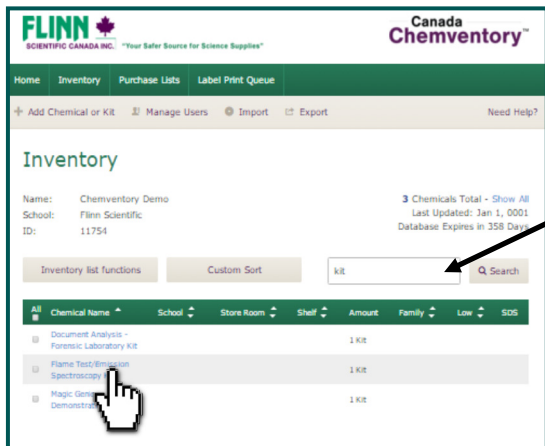 FLINN
SCIENTIFIC CANADA INC.
"Your Safer Source for Science Supplies"
Canada
Chemventory™
Home Inventory Purchase Lists Label Print Queue
Add Chemical or Kit Manage Users Import Export Need Help?
Inventory
Name: Chemventory Demo
School: Flinn Scientific
ID: 11754
3 Chemicals Total - Show All
Last Updated: Jan 1, 0001
Database Expires in 358 Days
Inventory list functions Custom Sort kit Search
All Chemical Name School Store Room Shelf Amount Family Low SDS
Document Analysis -
Forensic Laboratory Kit
1 Kit
Flame Test/Emission
Spectroscopy
1 Kit
Magic
Demonstrat
1 Kit